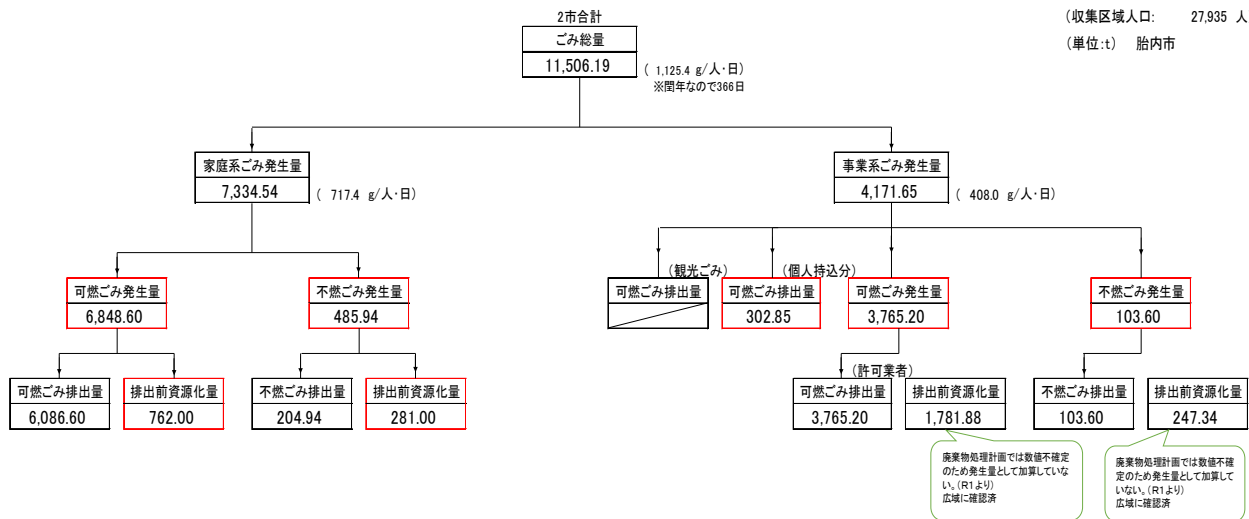 2市合計
(収集区域人口: 27,935 人
ごみ総量
(単位:t) 胎内市
11,506.19
( 1,125.4 g/人・日)
※閏年なので366日
家庭系ごみ発生量
事業系ごみ発生量
7,334.54
( 717.4 g/人・日)
4,171.65
( 408.0 g/人・日)
(観光ごみ)
(個人持込分)
可燃ごみ発生量
不燃ごみ発生量
可燃ごみ排出量
可燃ごみ排出量
可燃ごみ発生量
不燃ごみ発生量
6,848.60
485.94
302.85
3,765.20
103.60
(許可業者)
可燃ごみ排出量
排出前資源化量
不燃ごみ排出量
排出前資源化量
可燃ごみ排出量
排出前資源化量
不燃ごみ排出量
排出前資源化量
6,086.60
762.00
204.94
281.00
3,765.20
1,781.88
103.60
247.34
廃棄物処理計画では数値不確定
のため発生量として加算していな
い。(R1より)
広域に確認済
廃棄物処理計画では数値不確
定のため発生量として加算して
いない。(R1より)
広域に確認済